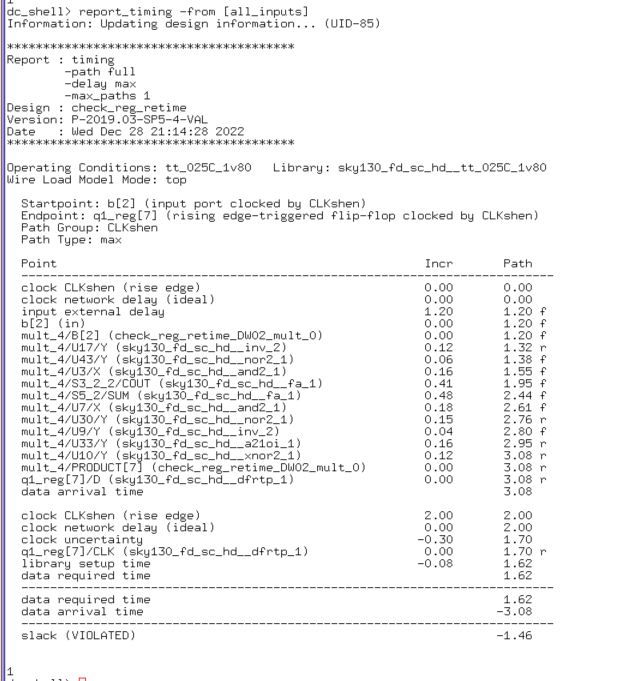 1
dc_shell> report_timing -from [all_inputs]
Information: Updating design information... (UID-85)
****************************************
Report : timing
-path full
-delay max
-max_paths 1
Design : check_reg_retime
Version: P-2019.03-SP5-4-VAL
Date : Wed Dec 28 21:14:28 2022
****************************************
Operating Conditions: tt_025C_1v80 Library: sky130_fd_sc_hd__tt_025C_1v80
Wire Load Model Mode: top
Startpoint: b[2] (input port clocked by CLKshen)
Endpoint: q1_reg[7] (rising edge-triggered flip-flop clocked by CLKshen)
Path Group: CLKshen
Path Type: max
Point Incr Path
--------------------------------------------------------------------------
clock CLKshen (rise edge) 0.00 0.00
clock network delay (ideal) 0.00 0.00
input external delay 1.20 1.20 f
b[2] (in) 0.00 1.20 f
mult_4/B[2] (check_reg_retime_DW02_mult_0) 0.00 1.20 f
mult_4/U17/Y (sky130_fd_sc_hd__inv_2) 0.12 1.32 r
mult_4/U43/Y (sky130_fd_sc_hd__nor2_1) 0.06 1.38 f
mult_4/U3/X (sky130_fd_sc_hd__and2_1) 0.16 1.55 f
mult_4/S3_2_2/COUT (sky130_fd_sc_hd__fa_1) 0.41 1.95 f
mult_4/S5_2/SUM (sky130_fd_sc_hd__fa_1) 0.48 2.44 f
mult_4/U7/X (sky130_fd_sc_hd__and2_1) 0.18 2.61 f
mult_4/U30/Y (sky130_fd_sc_hd__nor2_1) 0.15 2.76 r
mult_4/U9/Y (sky130_fd_sc_hd__inv_2) 0.04 2.80 f
mult_4/U33/Y (sky130_fd_sc_hd__a21oi_1) 0.16 2.95 r
mult_4/U10/Y (sky130_fd_sc_hd__xnor2_1) 0.12 3.08 r
mult_4/PRODUCT[7] (check_reg_retime_DW02_mult_0) 0.00 3.08 r
q1_reg[7]/D (sky130_fd_sc_hd__dfrtp_1) 0.00 3.08 r
data arrival time 3.08
clock CLKshen (rise edge) 2.00 2.00
clock network delay (ideal) 0.00 2.00
clock uncertainty -0.30 1.70
q1_reg[7]/CLK (sky130_fd_sc_hd__dfrtp_1) 0.00 1.70 r
library setup time -0.08 1.62
data required time 1.62
--------------------------------------------------------------------------
data required time 1.62
data arrival time -3.08
--------------------------------------------------------------------------
slack (VIOLATED) -1.46
1